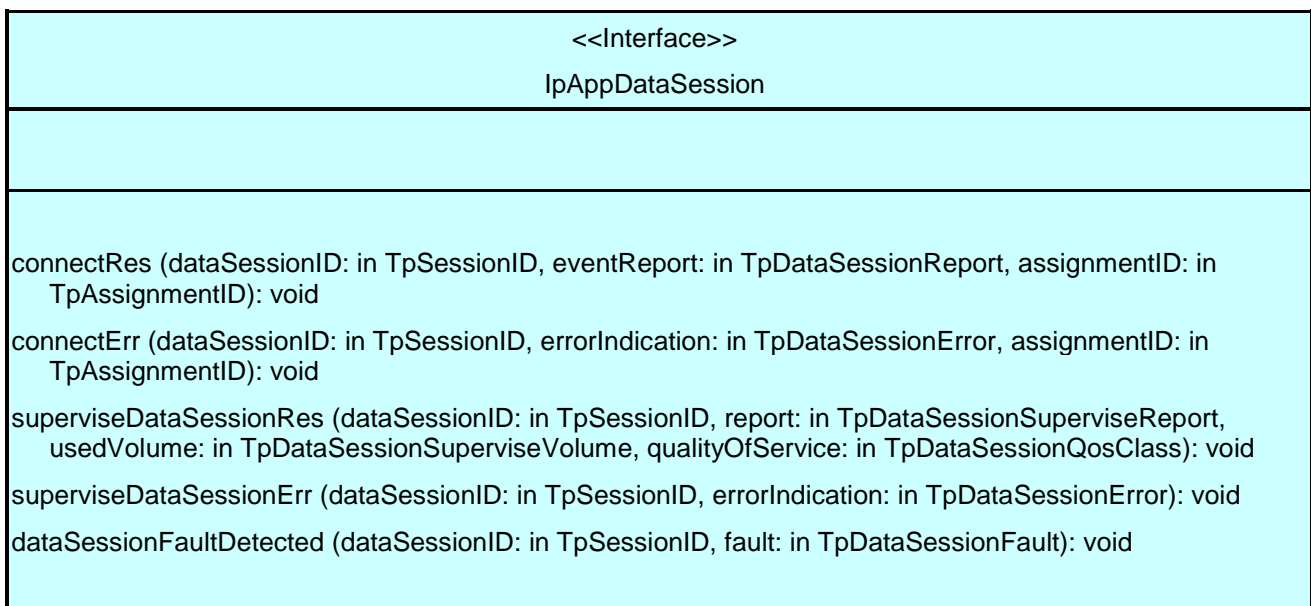 <<Interface>>
IpAppDataSession
connectRes (dataSessionID: in TpSessionID, eventReport: in TpDataSessionReport, assignmentID: in
TpAssignmentID): void
connectErr (dataSessionID: in TpSessionID, errorIndication: in TpDataSessionError, assignmentID: in
TpAssignmentID): void
superviseDataSessionRes (dataSessionID: in TpSessionID, report: in TpDataSessionSuperviseReport,
usedVolume: in TpDataSessionSuperviseVolume, qualityOfService: in TpDataSessionQosClass): void
superviseDataSessionErr (dataSessionID: in TpSessionID, errorIndication: in TpDataSessionError): void
dataSessionFaultDetected (dataSessionID: in TpSessionID, fault: in TpDataSessionFault): void